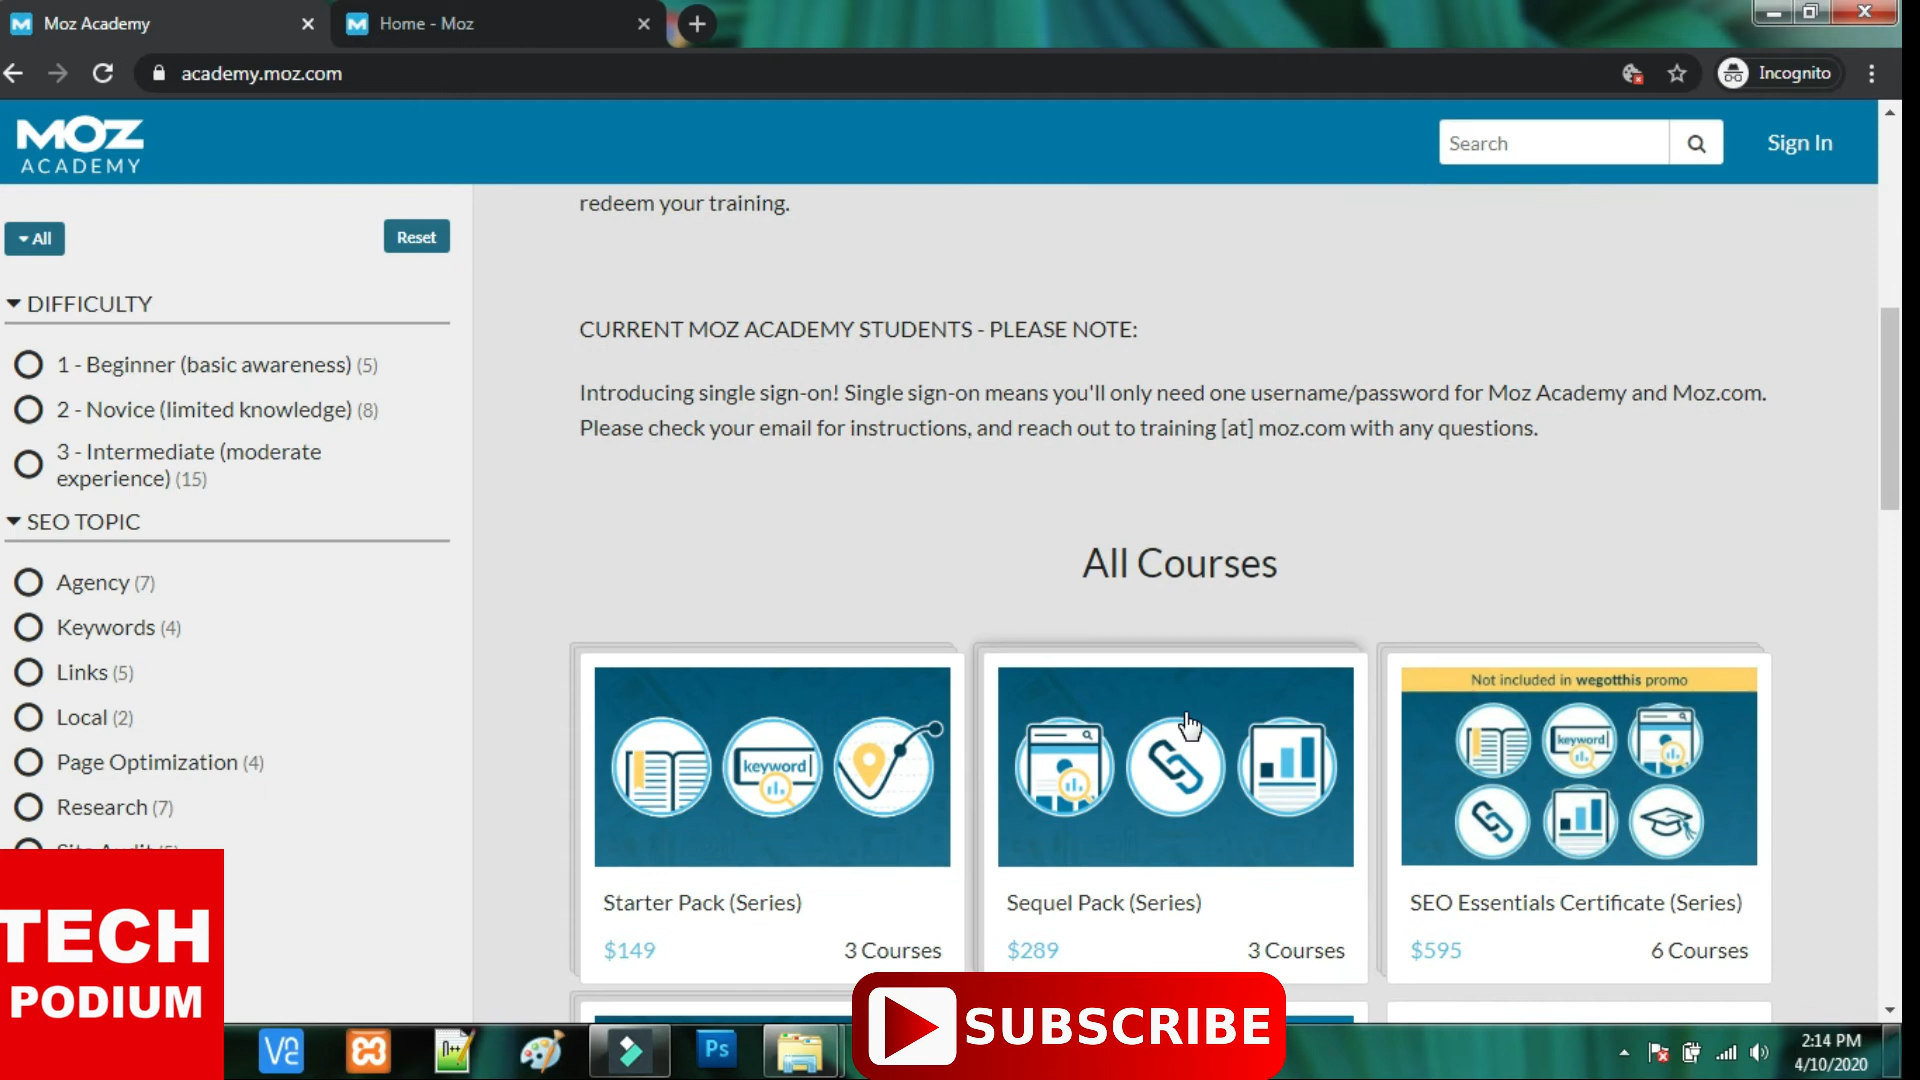 Moz Academy
Home - Moz
academy.moz.com
Incognito
MOZ
ACADEMY
Search
Sign In
All
Reset
DIFFICULTY
1 - Beginner (basic awareness) (5)
2 - Novice (limited knowledge) (8)
3 - Intermediate (moderate
experience) (15)
SEO TOPIC
Agency (7)
Keywords (4)
Links (5)
Local (2)
Page Optimization (4)
Research (7)
redeem your training.
CURRENT MOZ ACADEMY STUDENTS - PLEASE NOTE:
Introducing single sign-on! Single sign-on means you'll only need one username/password for Moz Academy and Moz.com.
Please check your email for instructions, and reach out to training [at] moz.com with any questions.
All Courses
keyword
Starter Pack (Series)
$149
3 Courses
Sequel Pack (Series)
$289
3 Courses
Not included in wegotthis promo
keyword
SEO Essentials Certificate (Series)
$595
6 Courses
TECH
PODIUM
Ps
SUBSCRIBE
2:14 PM
4/10/2020